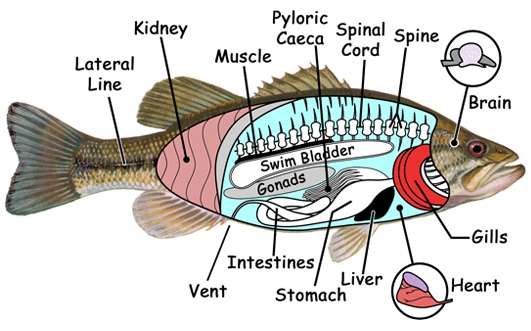 Pyloric
Caeca
Kidney
Spinal
Cord
Spine
Muscle
Lateral
Line
Brain
Swim Bladder
Gonads
Gills
Intestines
Liver
Heart
Vent
Stomach